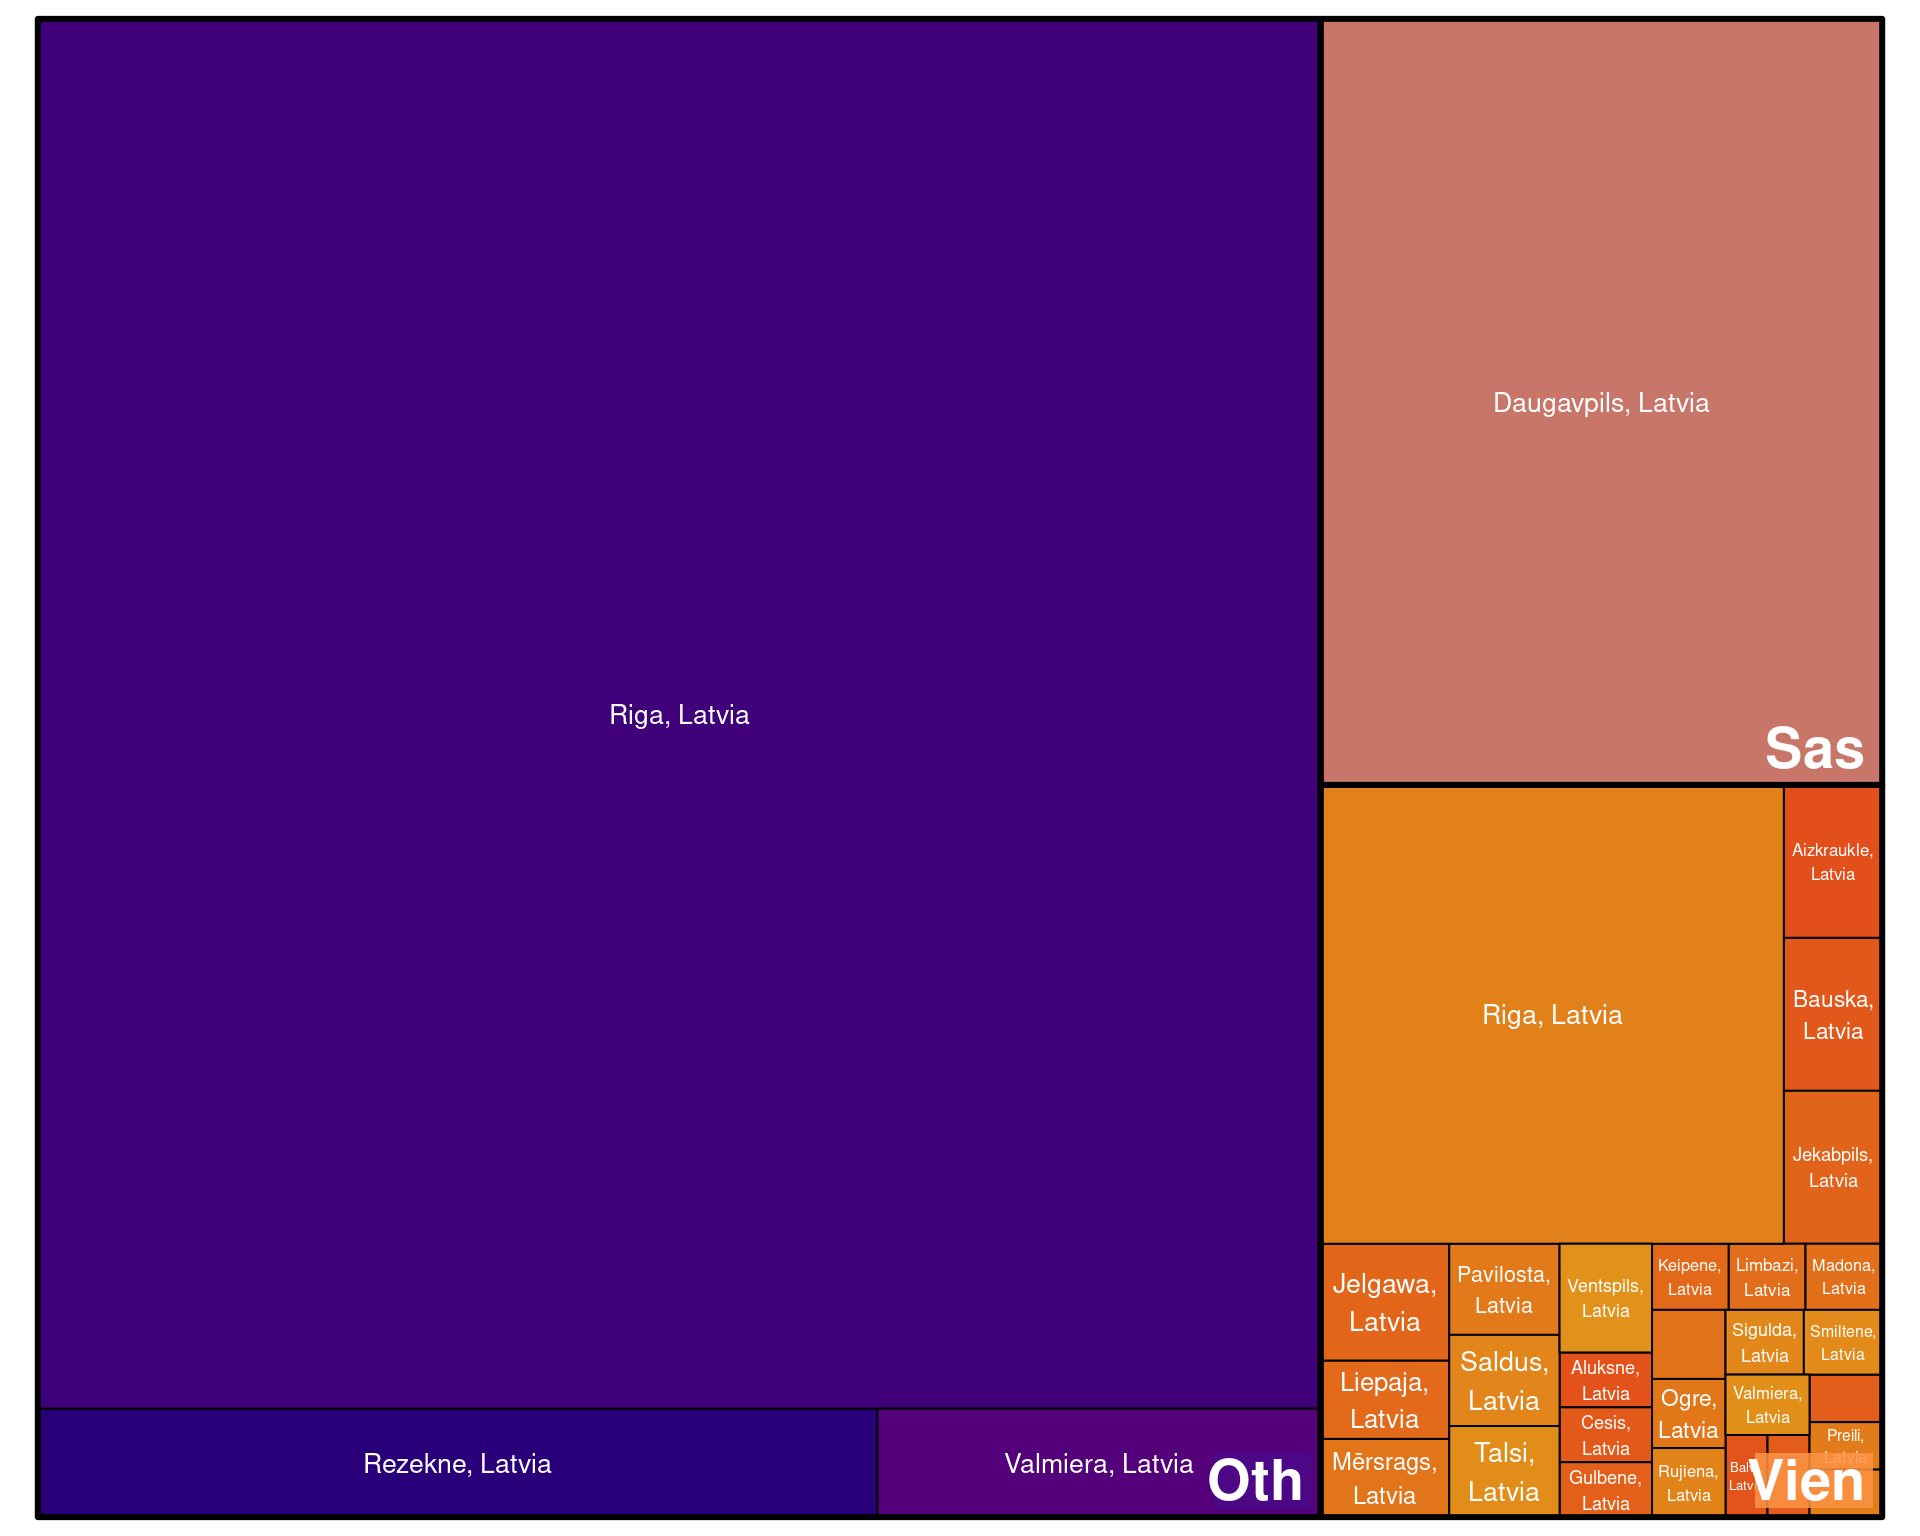 Riga, Latvia
Rezekne, Latvia
Valmiera, Latvia
Oth
Daugavpils, Latvia
Sas
Riga, Latvia
Aizkraukle,
Latvia
Bauska,
Latvia
Jekabpils,
Latvia
Jelgawa,
Latvia
Liepaja,
Latvia
Mērsrags,
Latvia
Pavilosta,
Latvia
Saldus,
Latvia
Talsi,
Latvia
Ventspils,
Latvia
Aluksne,
Latvia
Cesis,
Latvia
Gulbene,
Latvia
Keipene,
Latvia
Limbazi,
Latvia
Madona,
Latvia
Ogre,
Latvia
Rujiena,
Latvia
Sigulda,
Latvia
Smiltene,
Latvia
Valmiera,
Latvia
Preili,
Latvia
Vien